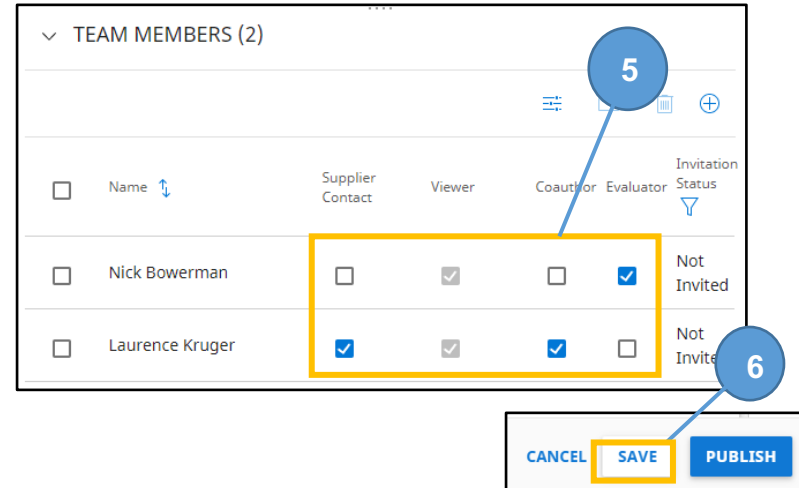 TEAM MEMBERS (2)
5
Name
Supplier
Contact
Viewer
Coauthor
Evaluator
Invitation
Status
Nick Bowerman
Not
Invited
Laurence Kruger
Not
Invite
6
CANCEL
SAVE
PUBLISH